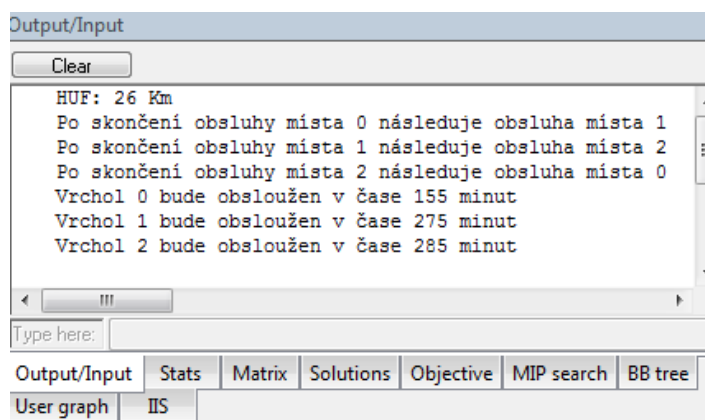 Output/Input
Clear
HUF: 26 Km
Po skončení obsluhy místa 0 následuje obsluha místa 1
Po skončení obsluhy místa 1 následuje obsluha místa 2
Po skončení obsluhy místa 2 následuje obsluha místa 0
Vrchol 0 bude obsloužen v čase 155 minut
Vrchol 1 bude obsloužen v čase 275 minut
Vrchol 2 bude obsloužen v čase 285 minut
Type here:
Output/Input Stats Matrix Solutions Objective MIP search BB tree
User graph IIS